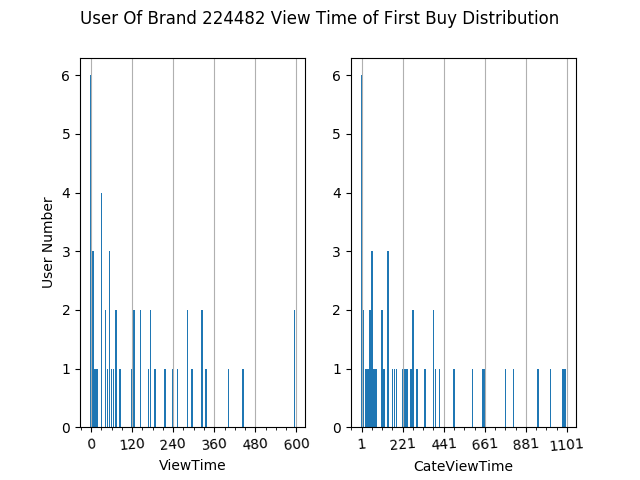 User Of Brand 224482 View Time of First Buy Distribution
6
5
4
3
2
1
0
User Number
0 120 240 360 480 600
ViewTime
6
5
4
3
2
1
0
1 221 441 661 881 1101
CateViewTime